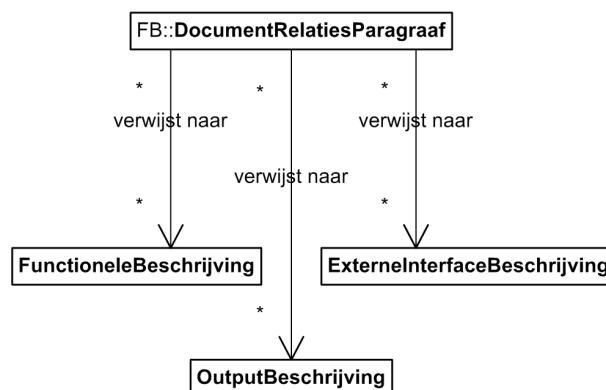 FB::DocumentRelatiesParagraaf
* * *
verwijst naar verwijst naar
verwijst naar
* *
FunctioneleBeschrijving ExterneInterfaceBeschrijving
*
OutputBeschrijving